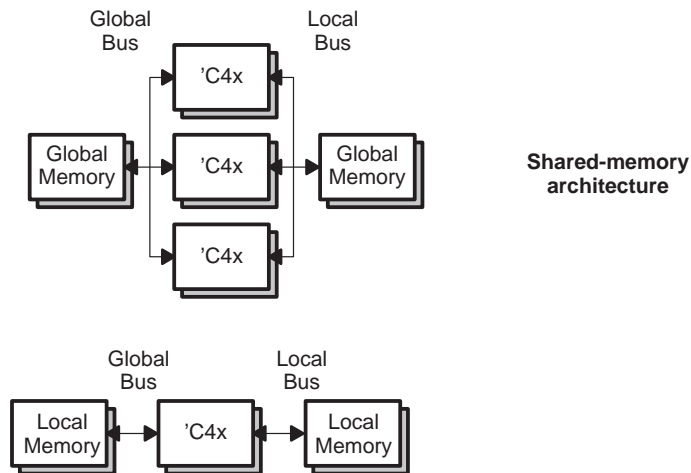 Global
Bus
Local
Bus
'C4x
Global
Memory
'C4x
Global
Memory
Shared-memory
architecture
'C4x
Global
Bus
Local
Bus
Local
Memory
'C4x
Local
Memory